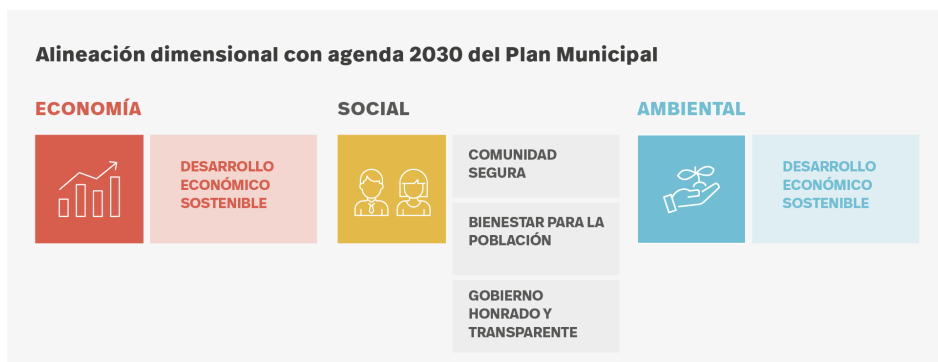 Alineación dimensional con agenda 2030 del Plan Municipal
ECONOMÍA
DESARROLLO
ECONÓMICO
SOSTENIBLE
SOCIAL
COMUNIDAD
SEGURA
BIENESTAR PARA LA
POBLACIÓN
GOBIERNO
HONRADO Y
TRANSPARENTE
AMBIENTAL
DESARROLLO
ECONÓMICO
SOSTENIBLE